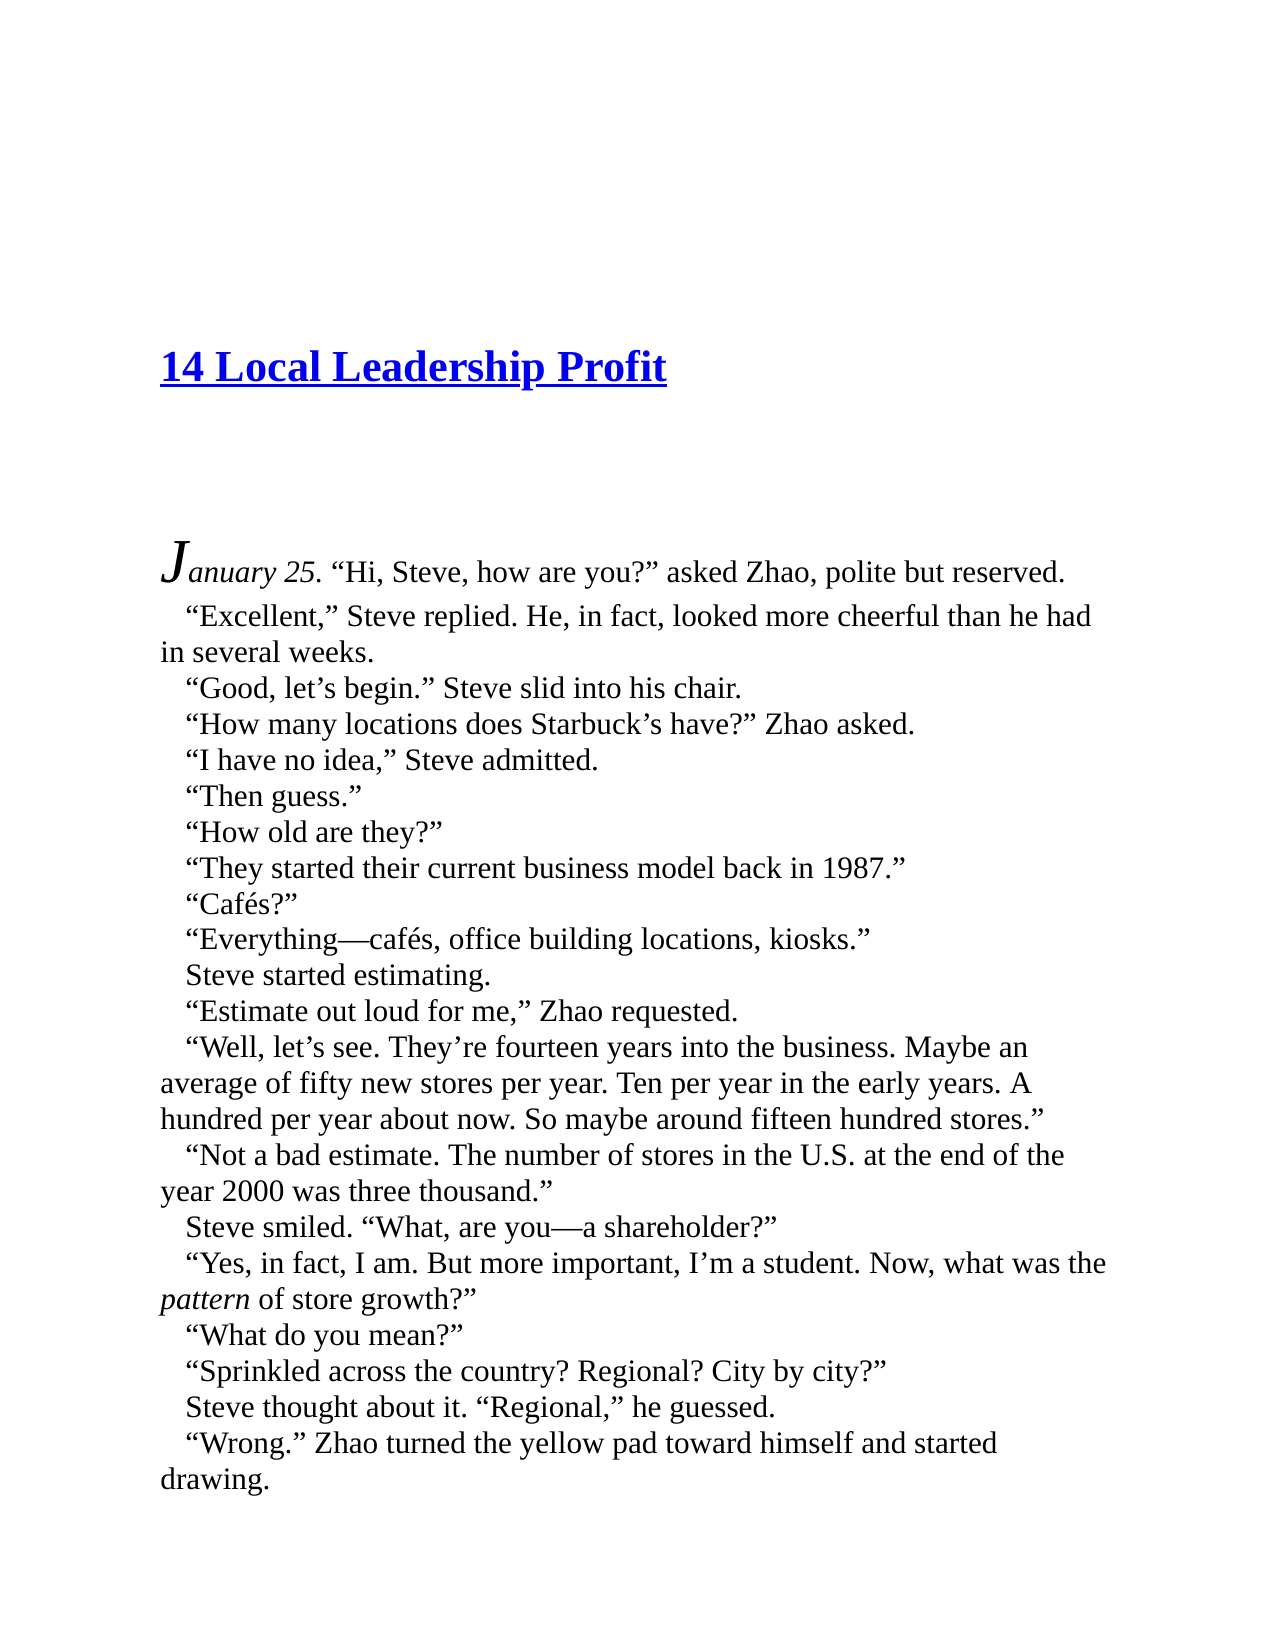 14 Local Leadership Profit
January 25. “Hi, Steve, how are you?” asked Zhao, polite but reserved.
“Excellent,” Steve replied. He, in fact, looked more cheerful than he had
in several weeks.
“Good, let’s begin.” Steve slid into his chair.
“How many locations does Starbuck’s have?” Zhao asked.
“I have no idea,” Steve admitted.
“Then guess.”
“How old are they?”
“They started their current business model back in 1987.”
“Cafés?”
“Everything—cafés, office building locations, kiosks.”
Steve started estimating.
“Estimate out loud for me,” Zhao requested.
“Well, let’s see. They’re fourteen years into the business. Maybe an
average of fifty new stores per year. Ten per year in the early years. A
hundred per year about now. So maybe around fifteen hundred stores.”
“Not a bad estimate. The number of stores in the U.S. at the end of the
year 2000 was three thousand.”
Steve smiled. “What, are you—a shareholder?”
“Yes, in fact, I am. But more important, I’m a student. Now, what was the
pattern of store growth?”
“What do you mean?”
“Sprinkled across the country? Regional? City by city?”
Steve thought about it. “Regional,” he guessed.
“Wrong.” Zhao turned the yellow pad toward himself and started
drawing.